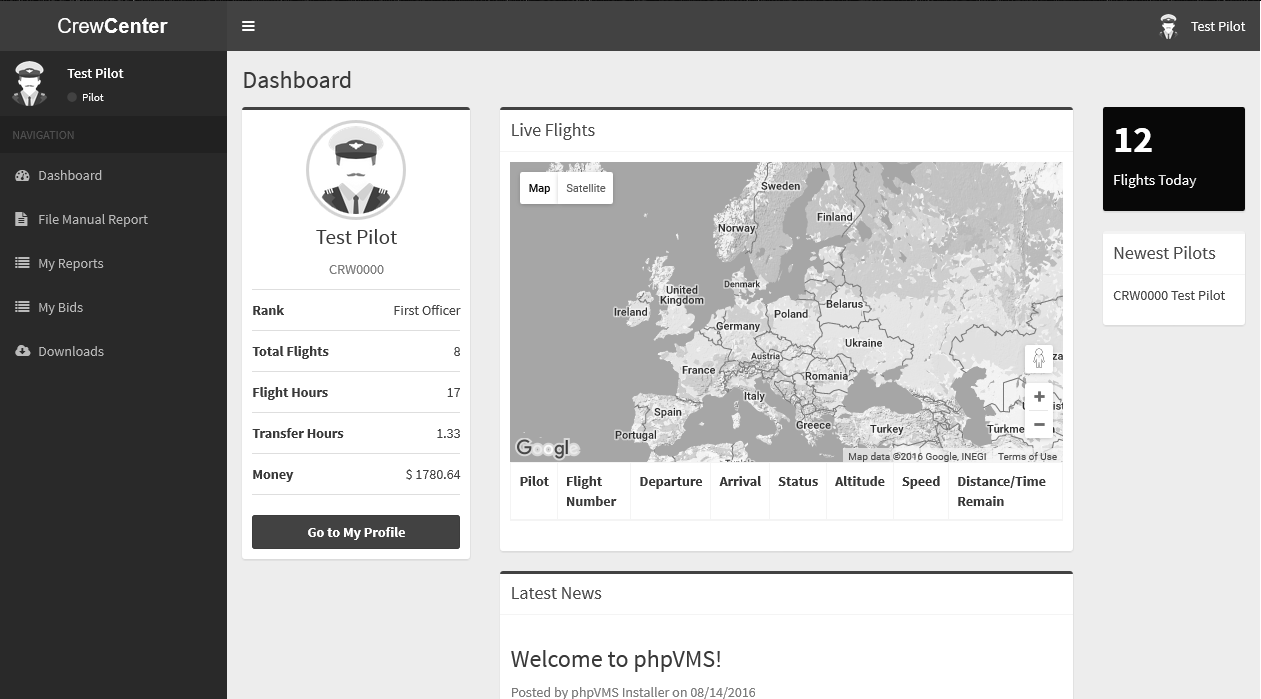 CrewCenter
Test Pilot
Test Pilot
Pilot
NAVIGATION
Dashboard
File Manual Report
My Reports
My Bids
Downloads
Dashboard
Test Pilot
CRW0000
Rank First Officer
Total Flights 8
Flight Hours 17
Transfer Hours 1.33
Money $ 1780.64
Go to My Profile
Live Flights
Map Satellite
Sweden
Finland
Norway
Denmark
United
Kingdom
Ireland
Belarus
Poland
Germany
Ukraine
Austria
France
Romania
Italy
Spain
Greece
Turkey
Portugal
Google
Map data ©2016 Google, INEGI Terms of Use
Pilot Flight Number Departure Arrival Status Altitude Speed Distance/Time Remain
Latest News
Welcome to phpVMS!
Posted by phpVMS Installer on 08/14/2016
12
Flights Today
Newest Pilots
CRW0000 Test Pilot